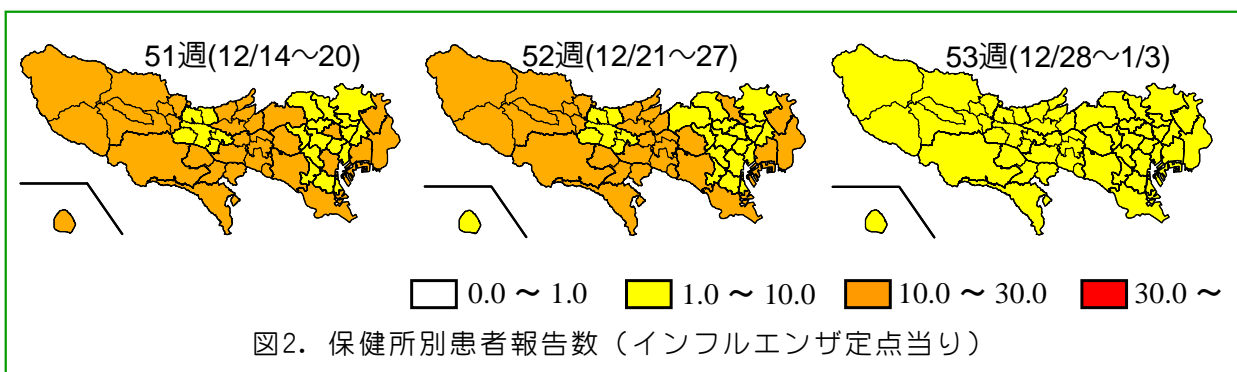 51週(12/14～20) 52週(12/21～27) 53週(12/28～1/3)
0.0 ～ 1.0 1.0 ～ 10.0 10.0 ～ 30.0 30.0 ～
図2. 保健所別患者報告数（インフルエンザ定点当り）